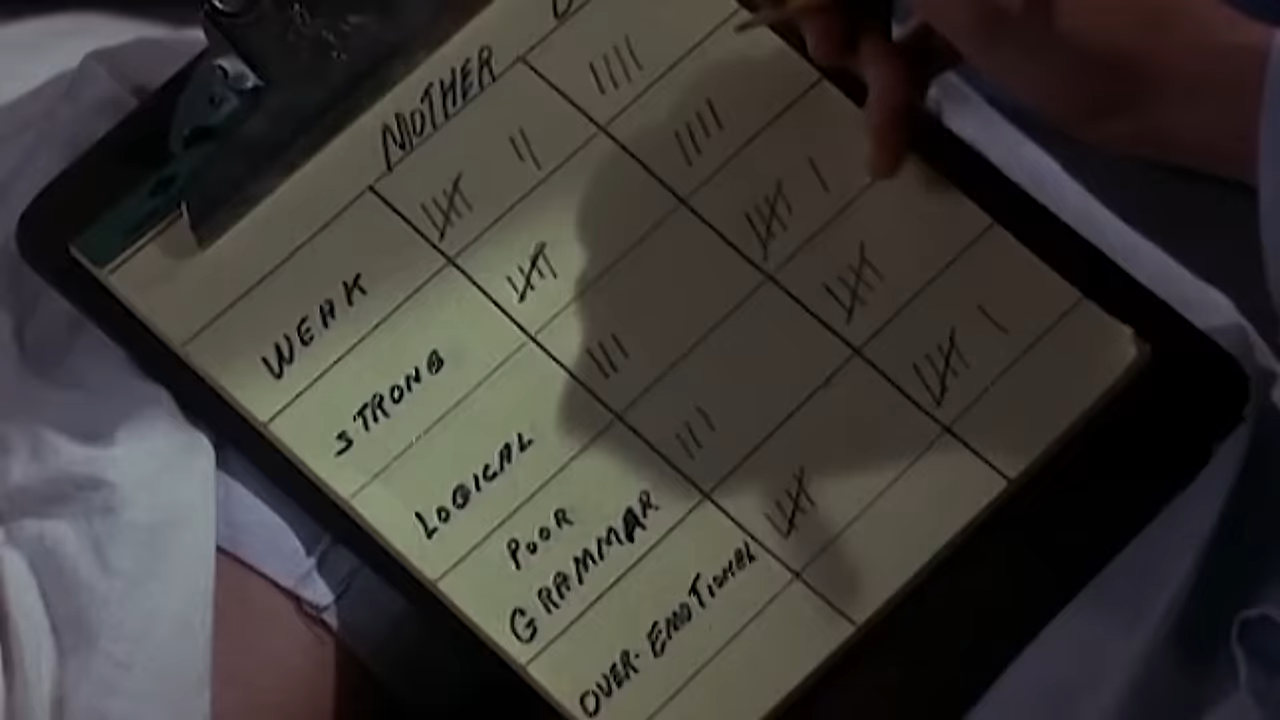 MOTHER
WEAK
STRONG
LOGICAL
POOR
GRAMMAR
OVER-EMOTIONAL